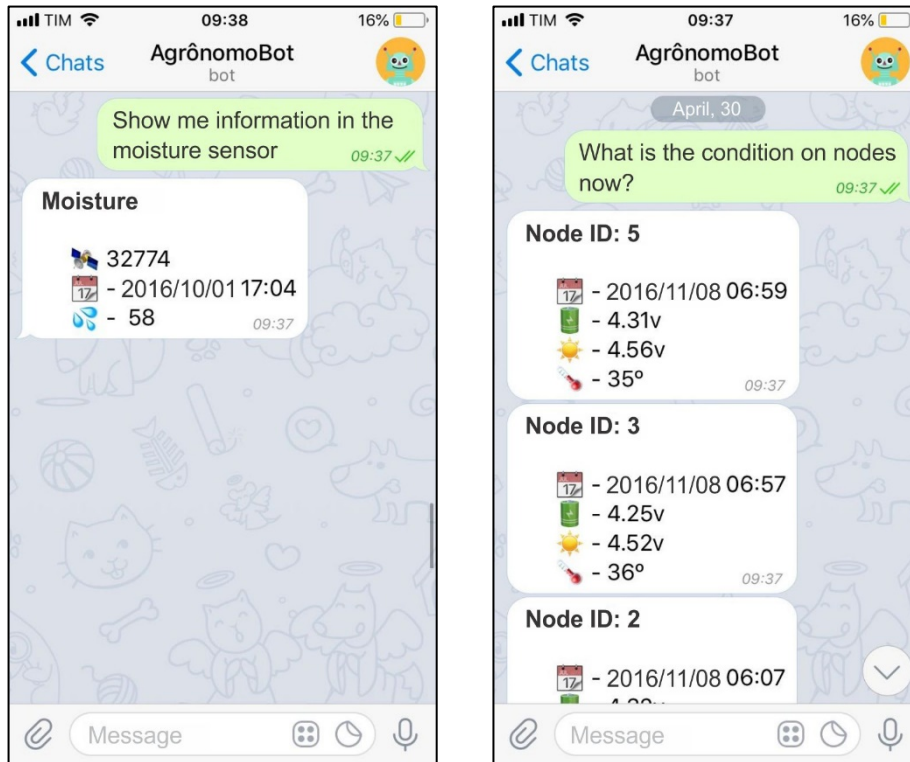 TIM 09:38 16%
Chats AgrônomoBot
bot
Show me information in the
moisture sensor 09:37
Moisture
32774
17 - 2016/10/01 17:04
- 58 09:37
Message
TIM 09:37 16%
Chats AgrônomoBot
bot
April, 30
What is the condition on nodes
now? 09:37
Node ID: 5
17 - 2016/11/08 06:59
- 4.31v
- 4.56v
- 35º 09:37
Node ID: 3
17 - 2016/11/08 06:57
- 4.25v
- 4.52v
- 36º 09:37
Node ID: 2
17 - 2016/11/08 06:07
Message